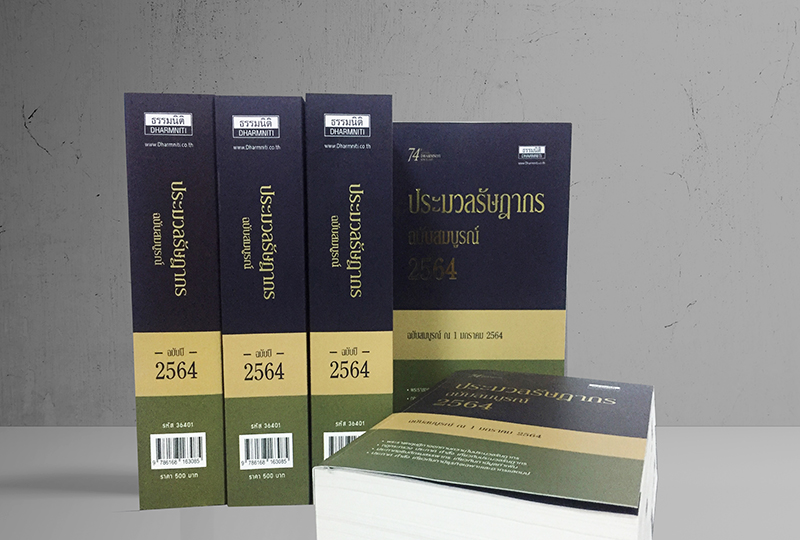 ธรรมนิติ
DHARMNITI
www.Dharmniti.co.th
ประมวลรัษฎากร
ฉบับสมบูรณ์
– ฉบับปี –
2564
รหัส 36401
9 786168 163085
ราคา 500 บาท
ธรรมนิติ
DHARMNITI
www.Dharmniti.co.th
ประมวลรัษฎากร
ฉบับสมบูรณ์
– ฉบับปี –
2564
รหัส 36401
9 786168 163085
ราคา 500 บาท
ธรรมนิติ
DHARMNITI
www.Dharmniti.co.th
ประมวลรัษฎากร
ฉบับสมบูรณ์
– ฉบับปี –
2564
รหัส 36401
74
ธรรมนิติ
DHARMNITI
ประมวลรัษฎากร
ฉบับสมบูรณ์
2564
ฉบับสมบูรณ์ ณ 1 มกราคม 2564
ประมวลรัษฎากร
ฉบับสมบูรณ์
2564
ฉบับสมบูรณ์ ณ 1 มกราคม 2564